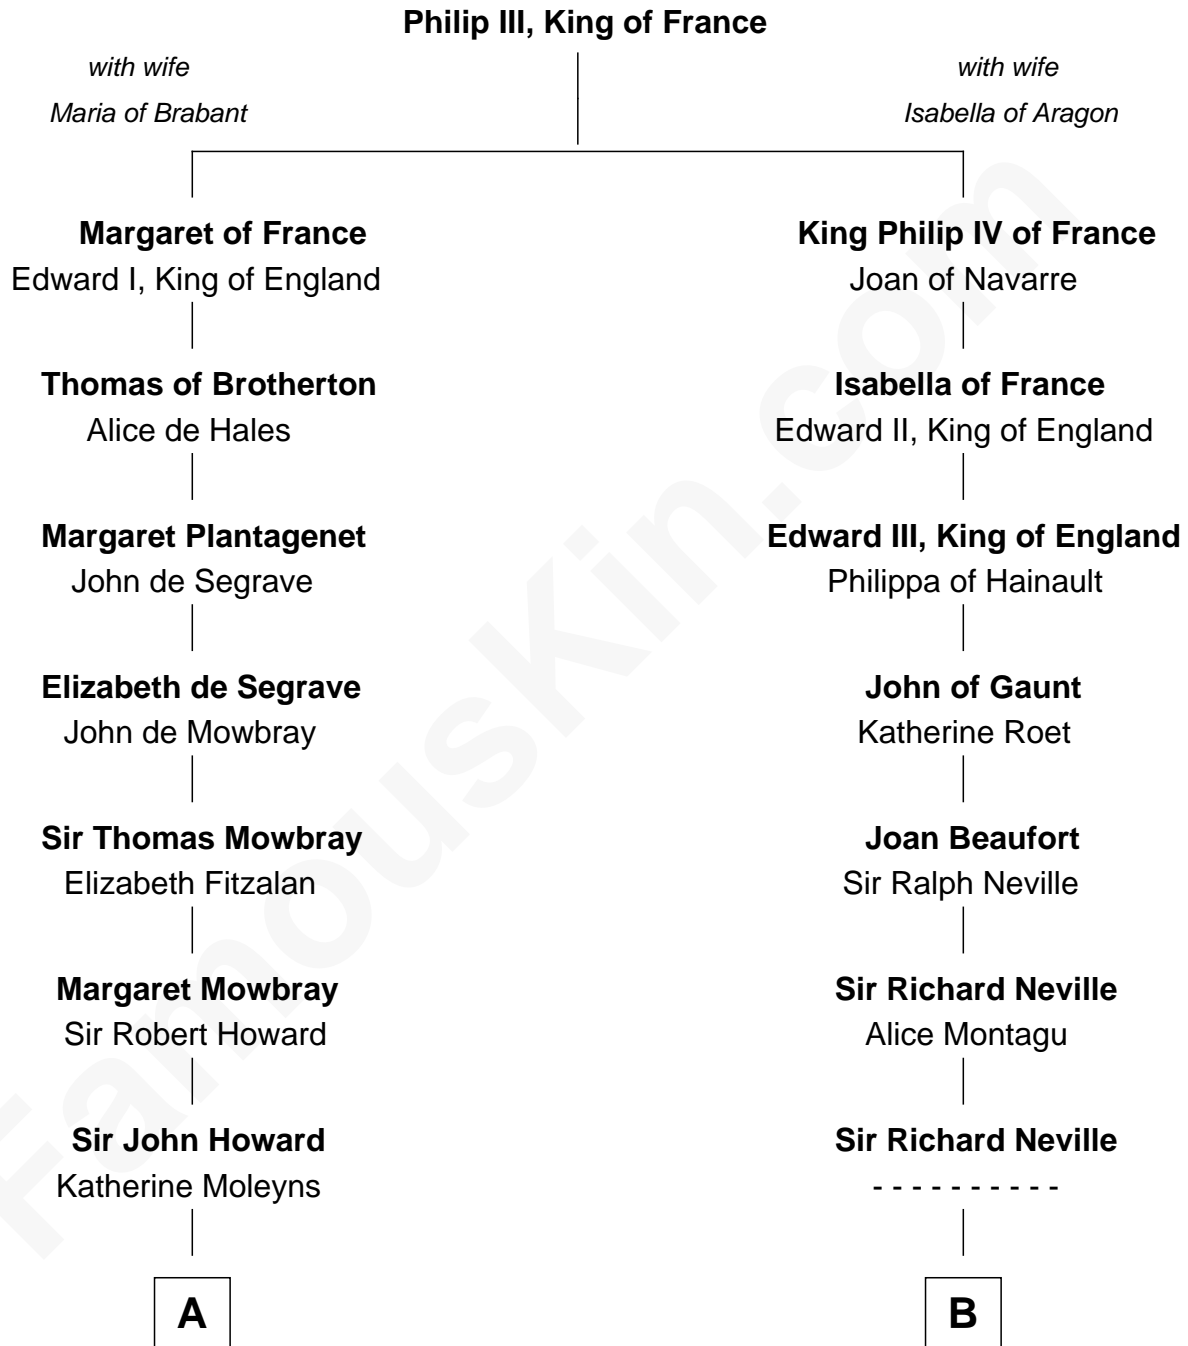 Philip III, King of France
with wife
Maria of Brabant
with wife
Isabella of Aragon
Margaret of France
Edward I, King of England
King Philip IV of France
Joan of Navarre
Thomas of Brotherton
Alice de Hales
Isabella of France
Edward II, King of England
Margaret Plantagenet
John de Segrave
Edward III, King of England
Philippa of Hainault
Elizabeth de Segrave
John de Mowbray
John of Gaunt
Katherine Roet
Sir Thomas Mowbray
Elizabeth Fitzalan
Joan Beaufort
Sir Ralph Neville
Margaret Mowbray
Sir Robert Howard
Sir Richard Neville
Alice Montagu
Sir John Howard
Katherine Moleyns
Sir Richard Neville
- - - - - - - - - -
A
B
FamousKin.com